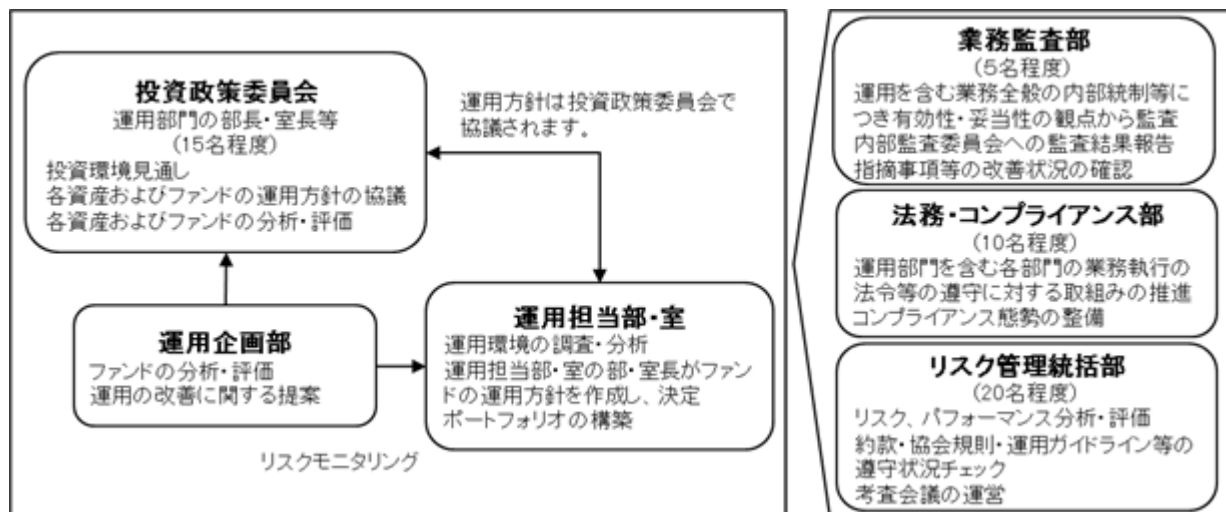 投資政策委員会
運用部門の部長・室長等
(15名程度)
投資環境見通し
各資産およびファンドの運用方針の協議
各資産およびファンドの分析・評価
運用方針は投資政策委員会で
協議されます。
運用企画部
ファンドの分析・評価
運用の改善に関する提案
運用担当部・室
運用環境の調査・分析
運用担当部・室の部・室長がファン
ドの運用方針を作成し、決定
ポートフォリオの構築
リスクモニタリング
業務監査部
(5名程度)
運用を含む業務全般の内部統制等に
つき有効性・妥当性の観点から監査
内部監査委員会への監査結果報告
指摘事項等の改善状況の確認
法務・コンプライアンス部
(10名程度)
運用部門を含む各部門の業務執行の
法令等の遵守に対する取組みの推進
コンプライアンス態勢の整備
リスク管理統括部
(20名程度)
リスク、パフォーマンス分析・評価
約款・協会規則・運用ガイドライン等の
遵守状況チェック
考査会議の運営